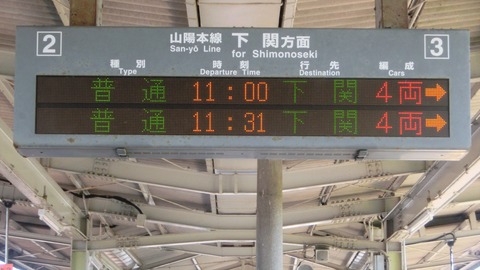 2 山陽本線 下関方面 3
San-yō Line for Shimonoseki
種別 時刻 行先 編成
Type Departure Time Destination Cars
普通 11:00 下関 4両→
普通 11:31 下関 4両→